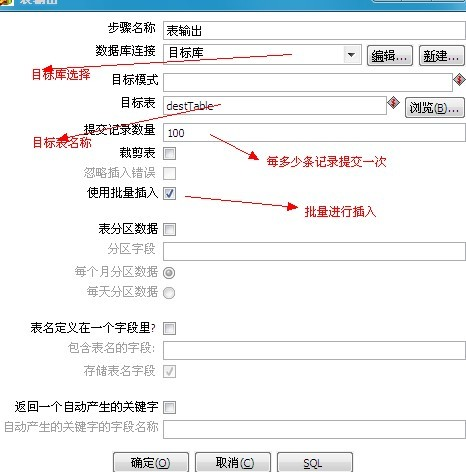 表输出
步骤名称 表输出
数据库连接 目标库 编辑... 新建...
目标库选择
目标模式
目标表 destTable 浏览(B)...
目标表名称
提交记录数量 100
每多少条记录提交一次
裁剪表
忽略插入错误
使用批量插入
批量进行插入
表分区数据
分区字段
每个月分区数据
每天分区数据
表名定义在一个字段里?
包含表名的字段:
存储表名字段
返回一个自动产生的关键字
自动产生的关键字的字段名称
确定(O) 取消(C) SQL